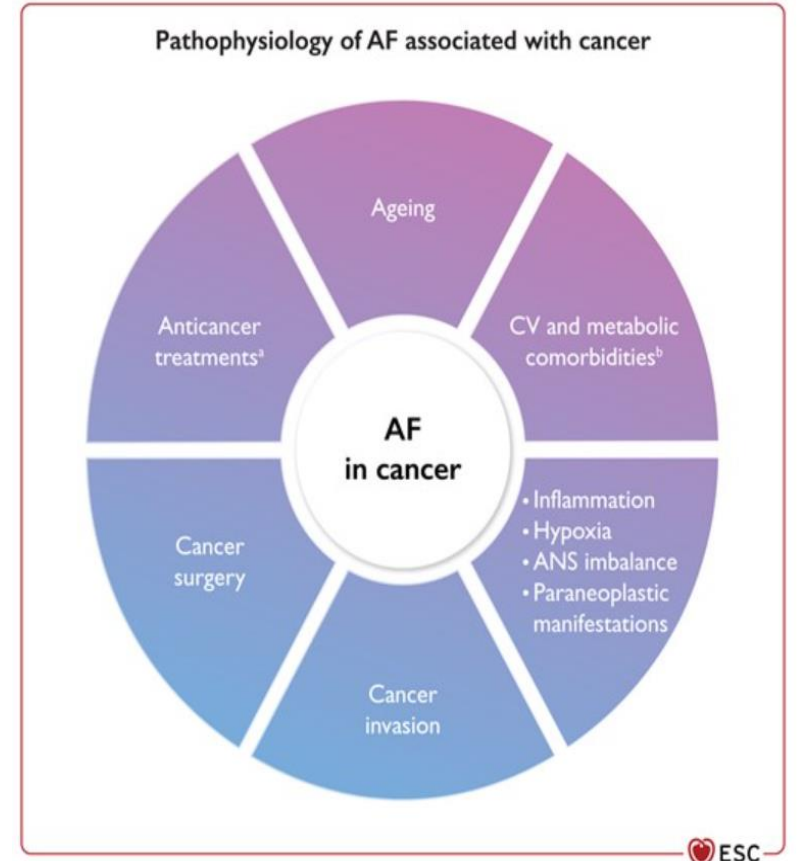 Pathophysiology of AF associated with cancer
Ageing
Anticancer
treatmentsᵃ
CV and metabolic
comorbiditiesᵇ
AF
in cancer
• Inflammation
• Hypoxia
• ANS imbalance
• Paraneoplastic
manifestations
Cancer
surgery
Cancer
invasion
ESC